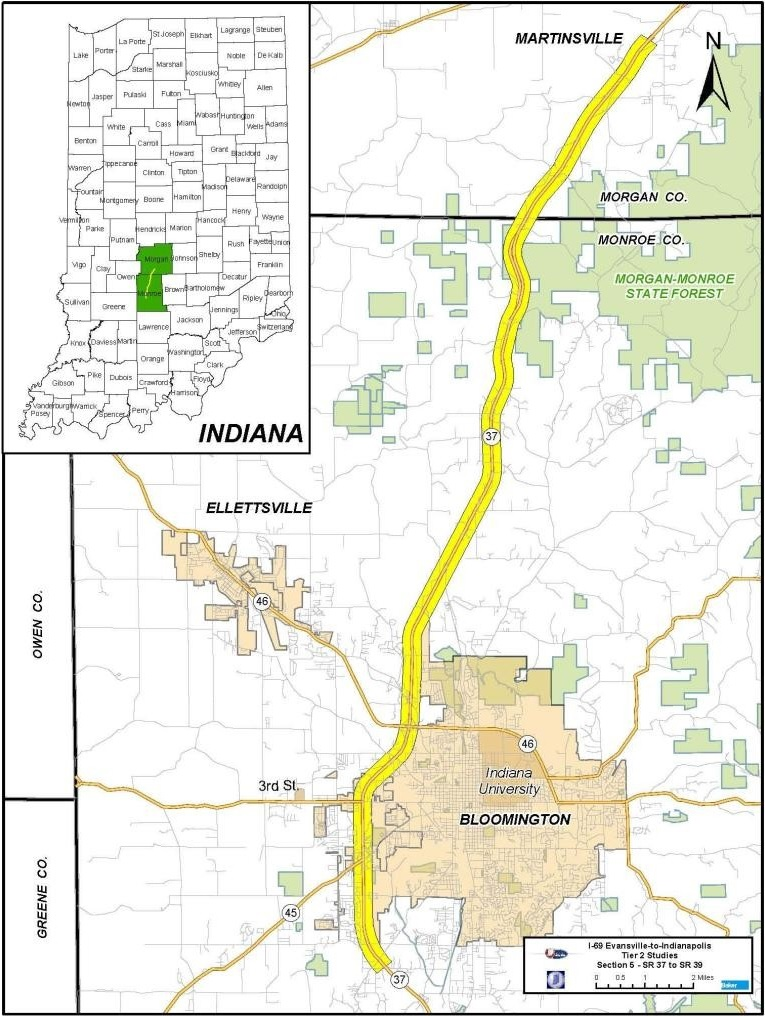 Lake
Porter
La Porte
St Joseph
Elkhart
Lagrange
Steuben
Noble
De Kalb
Starke
Marshall
Kosciusko
Whitley
Allen
Newton
Jasper
Pulaski
Fulton
Wabash
Huntington
Wells
Adams
Benton
White
Cass
Miami
Carroll
Howard
Grant
Blackford
Jay
Warren
Tippecanoe
Clinton
Tipton
Madison
Delaware
Randolph
Fountain
Montgomery
Boone
Hamilton
Henry
Wayne
Vermillion
Parke
Putnam
Hendricks
Marion
Hancock
Rush
Fayette
Union
Vigo
Clay
Owen
Morgan
Johnson
Shelby
Franklin
Decatur
Sullivan
Greene
Monroe
Brown
Bartholomew
Ripley
Dearborn
Ohio
Jennings
Switzerland
Jefferson
Knox
Daviess
Martin
Lawrence
Jackson
Washington
Scott
Clark
Orange
Floyd
Harrison
Gibson
Pike
Dubois
Crawford
Perry
Spencer
Warrick
Vanderburgh
Posey
INDIANA
MARTINSVILLE
N
MORGAN CO.
MONROE CO.
MORGAN-MONROE
STATE FOREST
37
ELLETTSVILLE
46
OWEN CO.
46
Indiana
University
3rd St.
BLOOMINGTON
GREENE CO.
45
37
I-69 Evansville-to-Indianapolis
Tier 2 Studies
Section 5 - SR 37 to SR 39
0 0.5 1 2 Miles
Baker